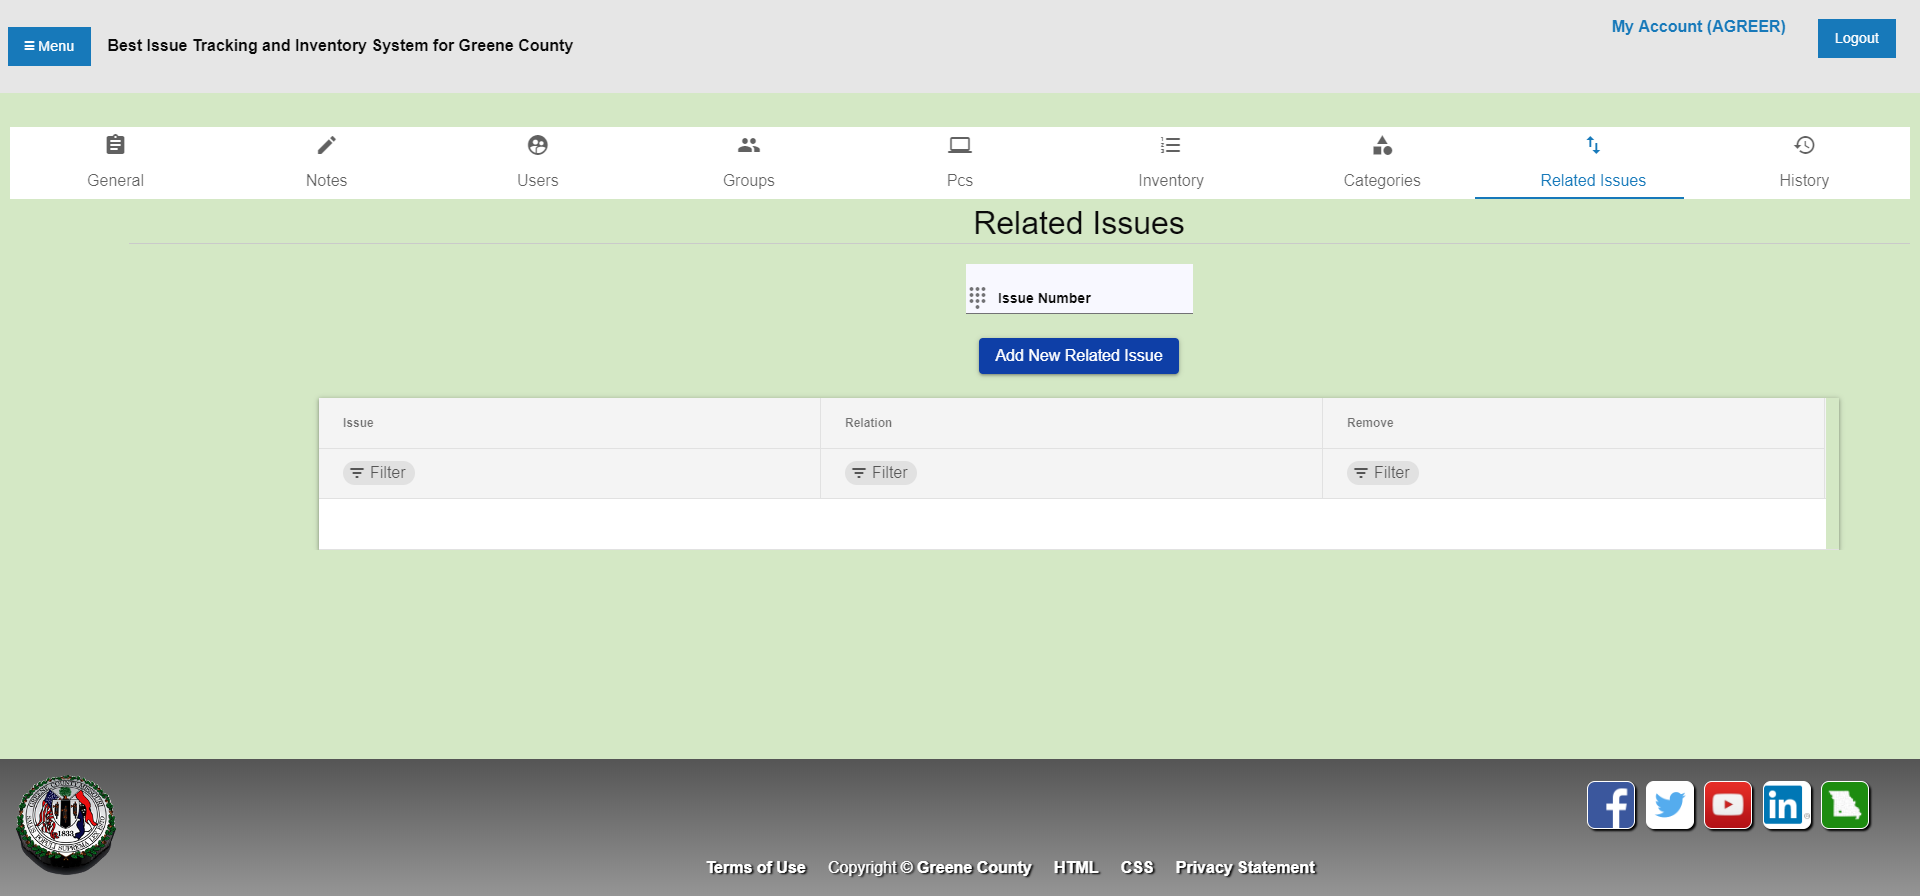 Menu
Best Issue Tracking and Inventory System for Greene County
My Account (AGREER)
Logout
General
Notes
Users
Groups
Pcs
Inventory
Categories
Related Issues
History
Related Issues
Issue Number
Add New Related Issue
Issue
Relation
Remove
Filter
Filter
Filter
1833
Terms of Use
Copyright © Greene County
HTML
CSS
Privacy Statement